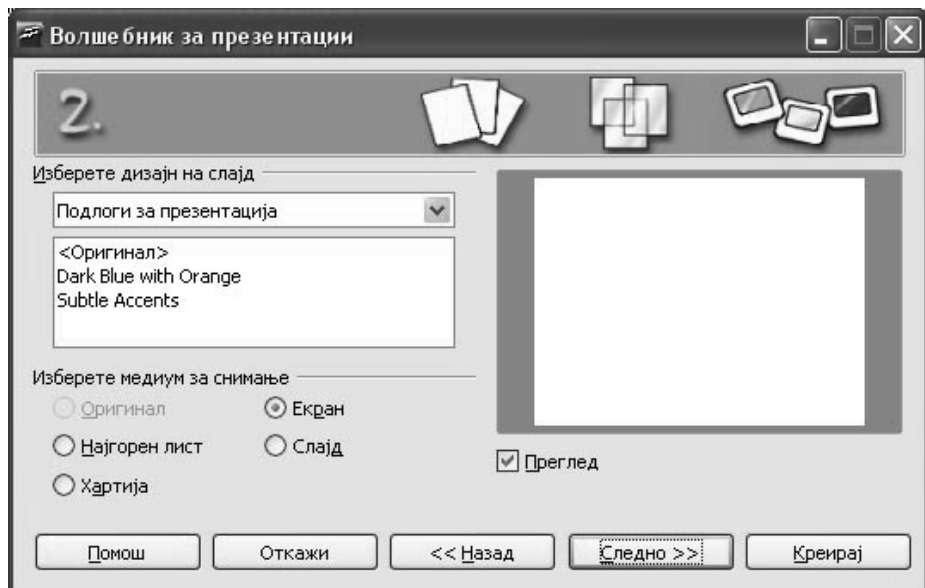 Волшебник за презентации
2.
Изберете дизајн на слајд
Подлоги за презентација
<Оригинал>
Dark Blue with Orange
Subtle Accents
Изберете медиум за снимање
Оригинал
Екран
Најгорен лист
Слајд
Хартија
Преглед
Помош
Откажи
<< Назад
Следно >>
Креирај